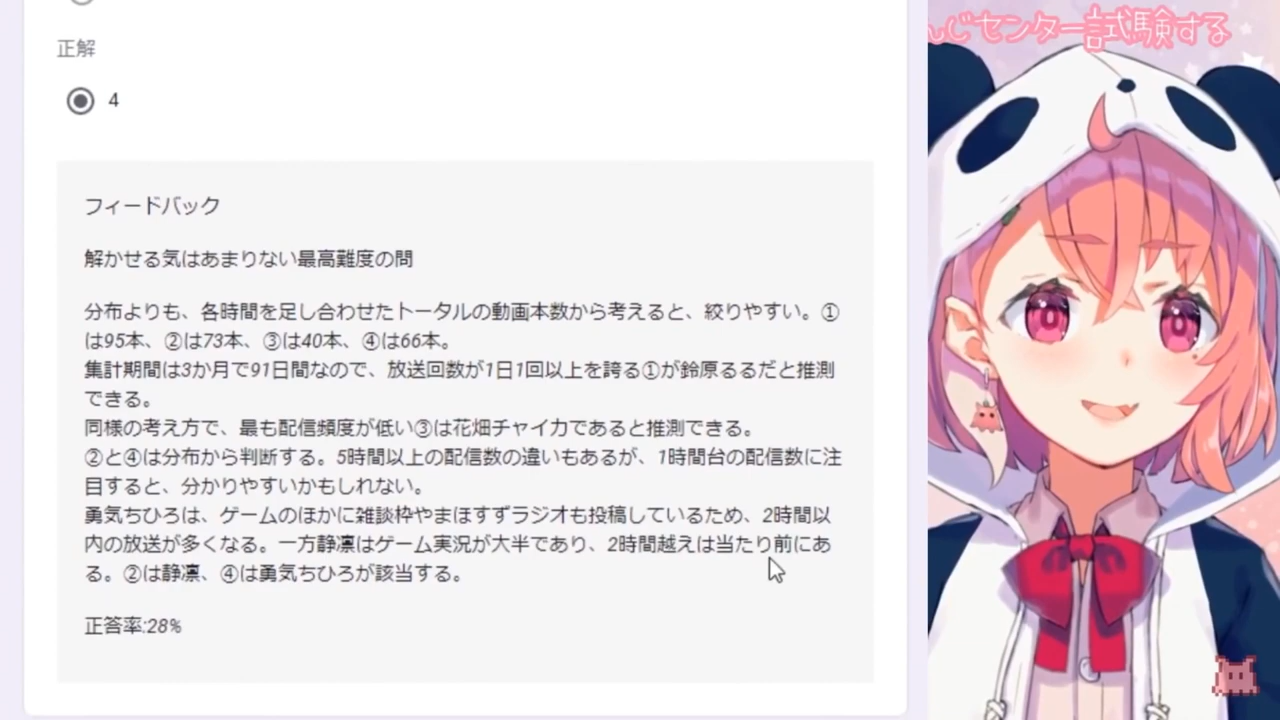 んじセンター試験する
正解
4
フィードバック
解かせる気はあまりない最高難度の問
分布よりも、各時間を足し合わせたトータルの動画本数から考えると、絞りやすい。①
は95本、②は73本、③は40本、④は66本。
集計期間は3か月で91日間なので、放送回数が1日1回以上を誇る①が鈴原るるだと推測
できる。
同様の考え方で、最も配信頻度が低い③は花畑チャイカであると推測できる。
②と④は分布から判断する。5時間以上の配信数の違いもあるが、1時間台の配信数に注
目すると、分かりやすいかもしれない。
勇気ちひろは、ゲームのほかに雑談枠やまほすずラジオも投稿しているため、2時間以
内の放送が多くなる。一方静凛はゲーム実況が大半であり、2時間越えは当たり前にあ
る。②は静凛、④は勇気ちひろが該当する。
正答率:28%